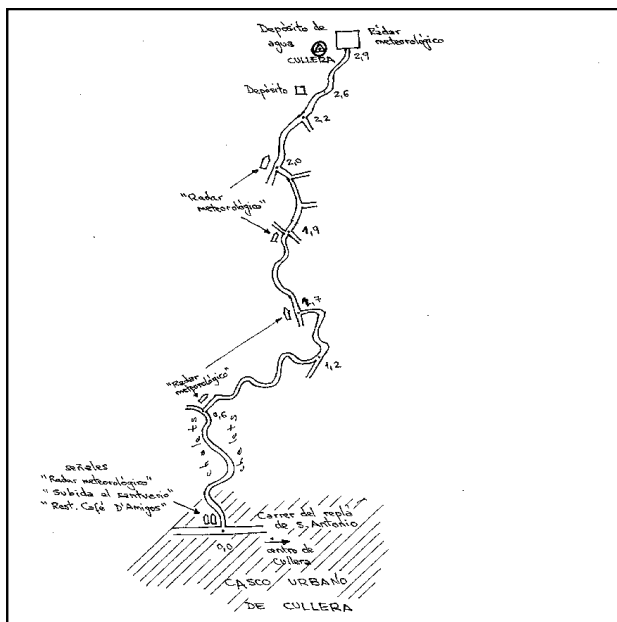 Depósito de
agua
CULLERA
Rádar
meteorológico
2,9
Depósito
2,6
2,2
2,0
"Radar
meteorológico"
1,9
1,7
1,2
"Radar
meteorológico"
0,6
señales
"Radar meteorológico"
"Subida al Santuario"
"Rest. Café D'Amigos"
Carrer del replà
de S. Antonio
0,0
centro de
Cullera
CASCO URBANO
DE CULLERA